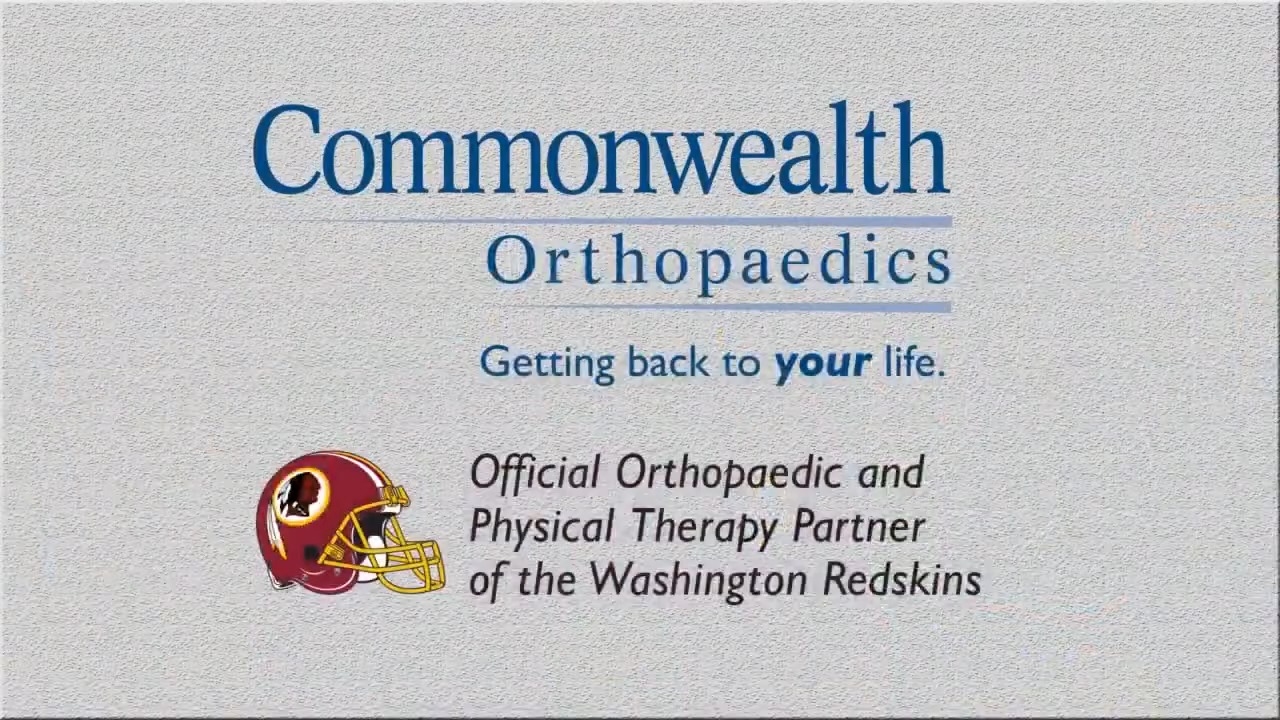 Commonwealth
Orthopaedics
Getting back to your life.
Official Orthopaedic and
Physical Therapy Partner
of the Washington Redskins